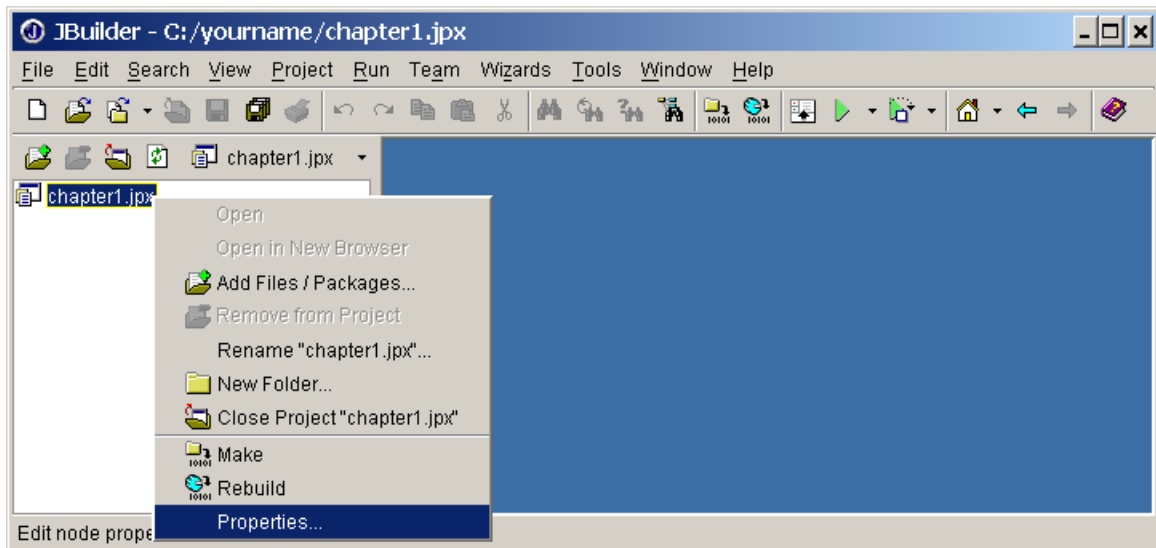 JBuilder - C:/yourname/chapter1.jpx
File Edit Search View Project Run Team Wizards Tools Window Help
chapter1.jpx
chapter1.jpx
Open
Open in New Browser
Add Files / Packages...
Remove from Project
Rename "chapter1.jpx"...
New Folder...
Close Project "chapter1.jpx"
Make
Rebuild
Properties...
Edit node prope